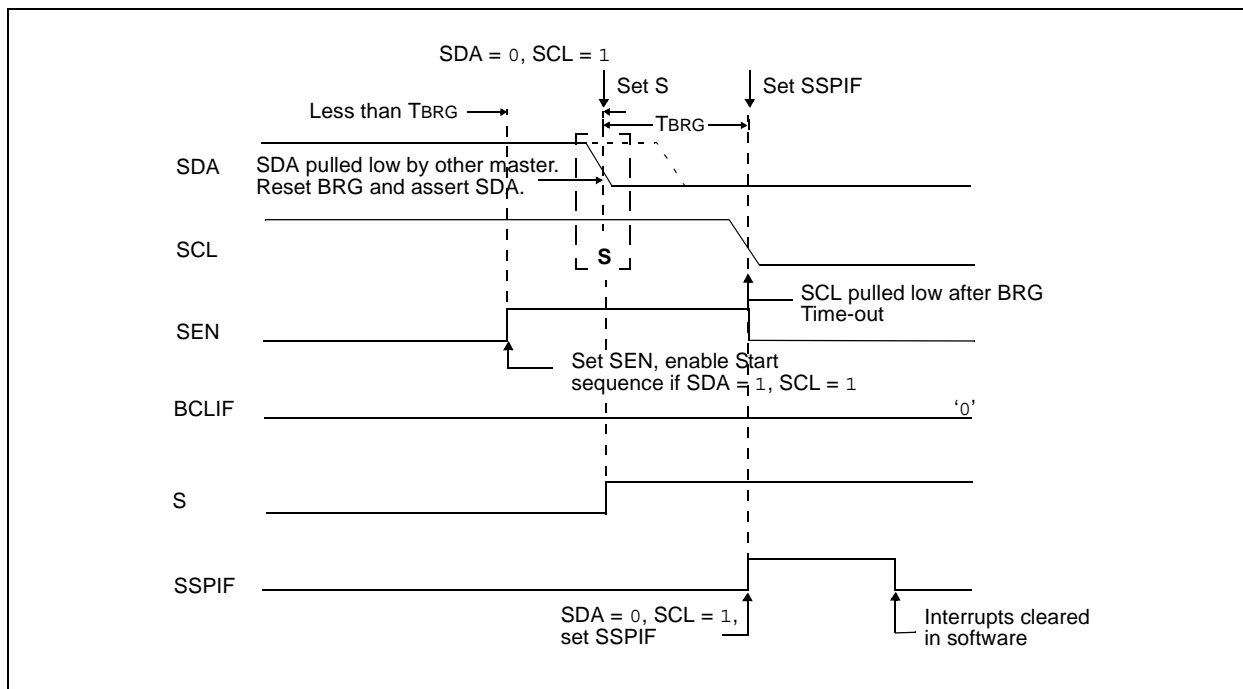 SDA = 0, SCL = 1
Set S
Set SSPIF
Less than TBRG
TBRG
SDA
SDA pulled low by other master.
Reset BRG and assert SDA.
SCL
S
SCL pulled low after BRG
Time-out
SEN
Set SEN, enable Start
sequence if SDA = 1, SCL = 1
BCLIF
‘0’
S
SSPIF
SDA = 0, SCL = 1,
set SSPIF
Interrupts cleared
in software